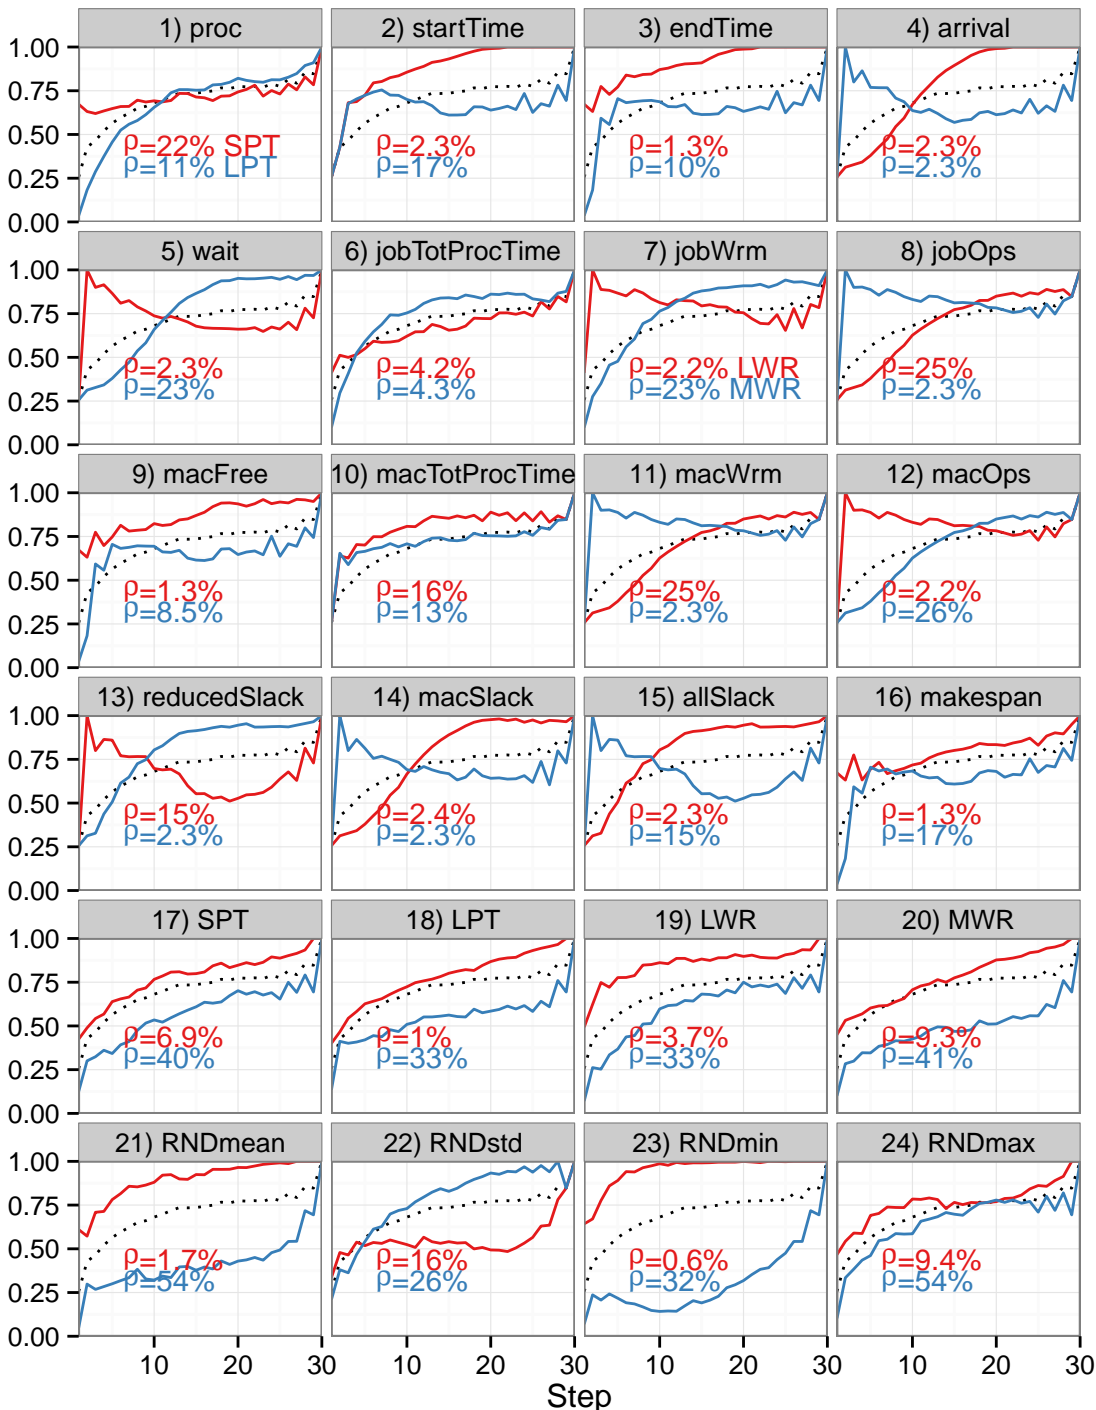 1) proc 2) startTime 3) endTime 4) arrival
1.00
0.75
0.50
0.25
0.00
ρ=22% SPT
ρ=11% LPT
ρ=2.3%
ρ=17%
ρ=1.3%
ρ=10%
ρ=2.3%
ρ=2.3%
5) wait 6) jobTotProcTime 7) jobWrm 8) jobOps
1.00
0.75
0.50
0.25
0.00
ρ=2.3%
ρ=23%
ρ=4.2%
ρ=4.3%
ρ=2.2% LWR
ρ=23% MWR
ρ=25%
ρ=2.3%
9) macFree 10) macTotProcTime 11) macWrm 12) macOps
1.00
0.75
0.50
0.25
0.00
ρ=1.3%
ρ=8.5%
ρ=16%
ρ=13%
ρ=25%
ρ=2.3%
ρ=2.2%
ρ=26%
13) reducedSlack 14) macSlack 15) allSlack 16) makespan
1.00
0.75
0.50
0.25
0.00
ρ=15%
ρ=2.3%
ρ=2.4%
ρ=2.3%
ρ=2.3%
ρ=15%
ρ=1.3%
ρ=17%
17) SPT 18) LPT 19) LWR 20) MWR
1.00
0.75
0.50
0.25
0.00
ρ=6.9%
ρ=40%
ρ=1%
ρ=33%
ρ=3.7%
ρ=33%
ρ=9.3%
ρ=41%
21) RNDmean 22) RNDstd 23) RNDmin 24) RNDmax
1.00
0.75
0.50
0.25
0.00
ρ=1.7%
ρ=54%
ρ=16%
ρ=26%
ρ=0.6%
ρ=32%
ρ=9.4%
ρ=54%
10 20 30 10 20 30 10 20 30 10 20 30
Step